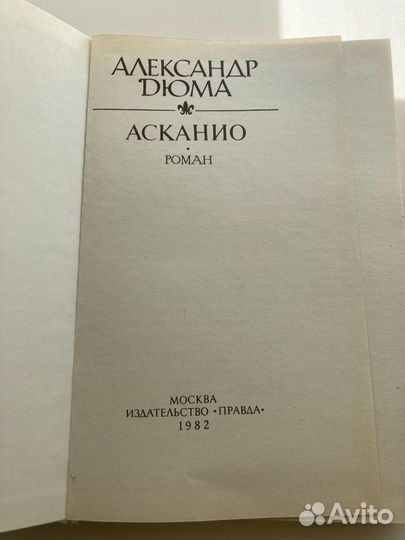 АЛЕКСАНДР
ДЮМА
АСКАНИО
РОМАН
МОСКВА
ИЗДАТЕЛЬСТВО «ПРАВДА»
1982
Avito